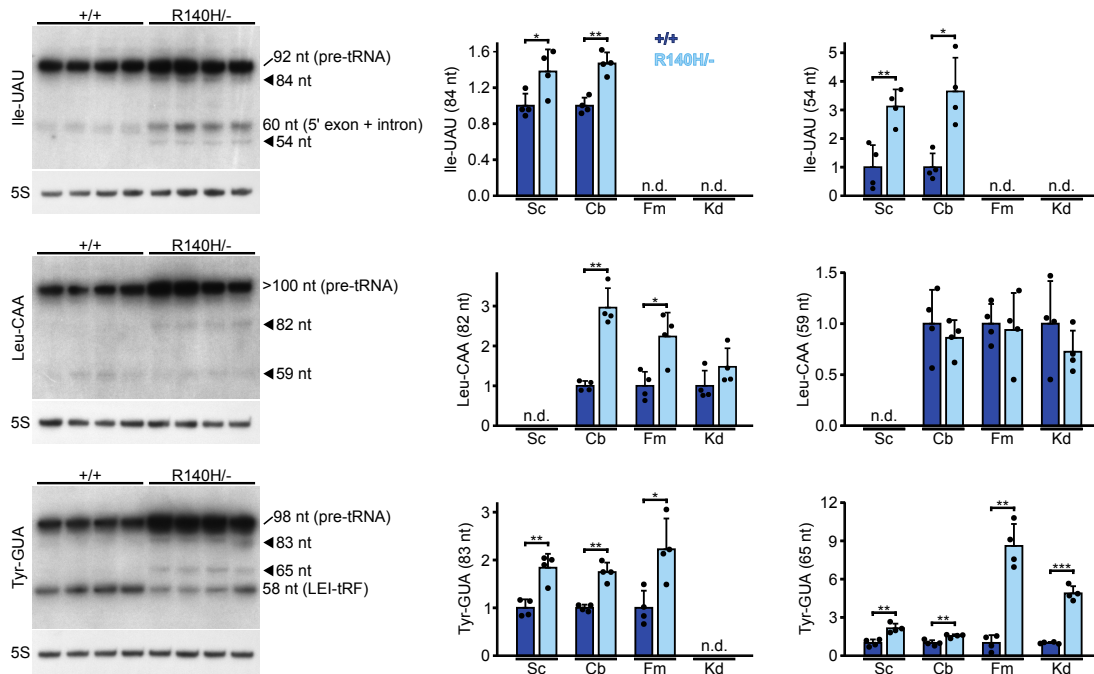 +/+ R140H/-
Ile-UAU
92 nt (pre-tRNA)
84 nt
60 nt (5' exon + intron)
54 nt
5S
Ile-UAU (84 nt)
1.6
1.2
0.8
0.4
0.0
* **
n.d. n.d.
Sc Cb Fm Kd
+/+
R140H/-
Ile-UAU (54 nt)
5
4
3
2
1
0
** *
n.d. n.d.
Sc Cb Fm Kd
+/+ R140H/-
Leu-CAA
>100 nt (pre-tRNA)
82 nt
59 nt
5S
Leu-CAA (82 nt)
3
2
1
0
** *
n.d.
Sc Cb Fm Kd
Leu-CAA (59 nt)
1.5
1.0
0.5
0.0
n.d.
Sc Cb Fm Kd
+/+ R140H/-
Tyr-GUA
98 nt (pre-tRNA)
83 nt
65 nt
58 nt (LEI-tRF)
5S
Tyr-GUA (83 nt)
3
2
1
0
** ** *
n.d.
Sc Cb Fm Kd
Tyr-GUA (65 nt)
12
9
6
3
0
** ** ** ***
Sc Cb Fm Kd